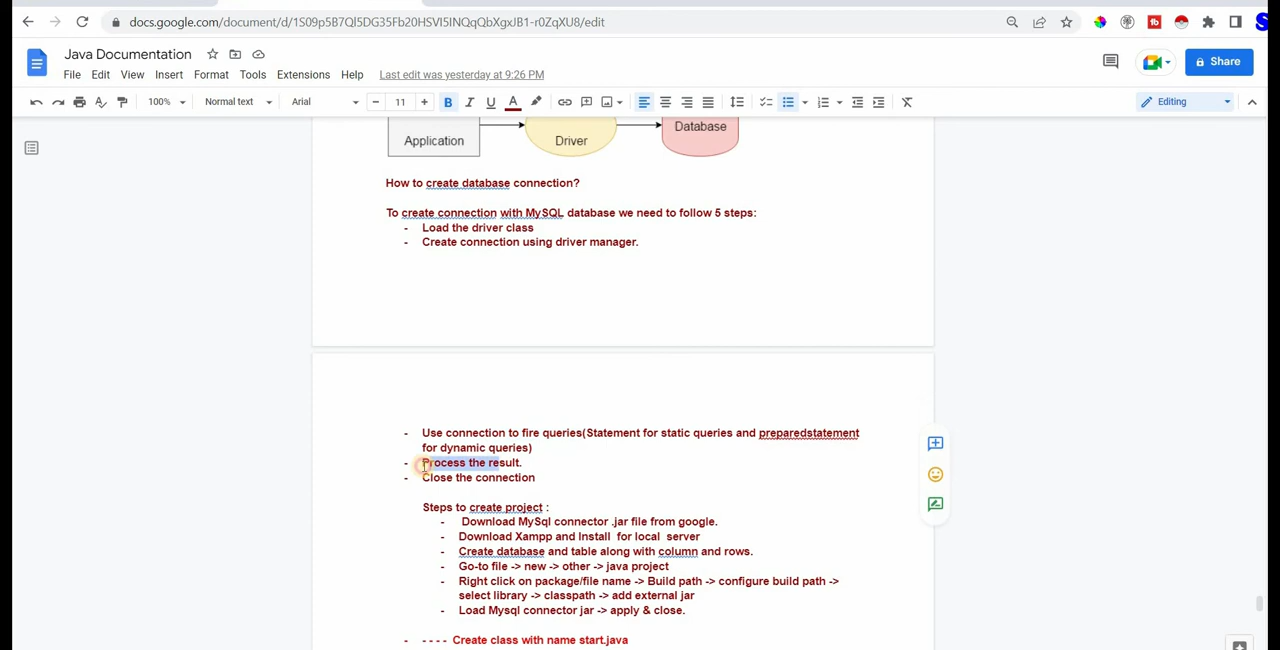 docs.google.com/document/d/1S09p5B7Ql5DG35Fb20HSVI5INQqQbXgxJB1-r0ZqXU8/edit
Java Documentation
File Edit View Insert Format Tools Extensions Help Last edit was yesterday at 9:26 PM
Share
100% Normal text Arial 11 Editing
Application
Driver
Database
How to create database connection?
To create connection with MySQL database we need to follow 5 steps:
- Load the driver class
- Create connection using driver manager.
- Use connection to fire queries(Statement for static queries and preparedstatement
for dynamic queries)
- Process the result.
- Close the connection
Steps to create project :
- Download MySql connector .jar file from google.
- Download Xampp and Install for local server
- Create database and table along with column and rows.
- Go-to file -> new -> other -> java project
- Right click on package/file name -> Build path -> configure build path ->
select library -> classpath -> add external jar
- Load Mysql connector jar -> apply & close.
- - - - - Create class with name start.java